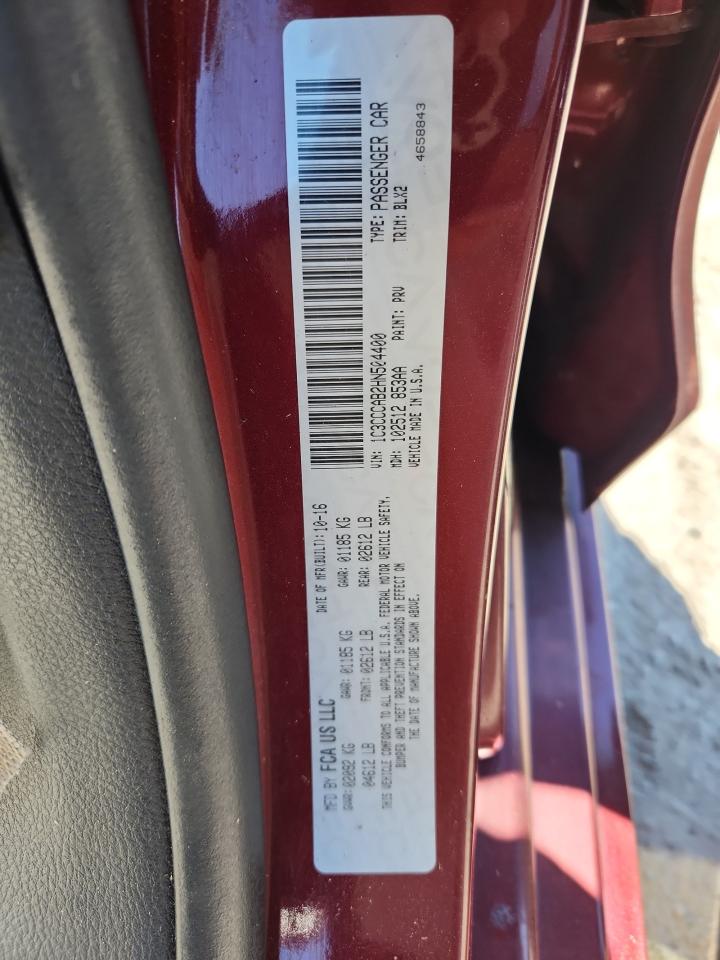 MFD BY FCA US LLC
DATE OF MFR(BUILT): 10-16
GVWR: 02092 KG
GAWR: 01185 KG
GAWR: 01185 KG
04612 LB
FRONT: 02612 LB
REAR: 02612 LB
THIS VEHICLE CONFORMS TO ALL APPLICABLE U.S.A. FEDERAL MOTOR VEHICLE SAFETY,
BUMPER AND THEFT PREVENTION STANDARDS IN EFFECT ON
THE DATE OF MANUFACTURE SHOWN ABOVE.
VIN: 1C3CCCAB2HN504400
TYPE: PASSENGER CAR
MDH: 102512 853AA
PAINT: PRV
TRIM: BLX2
VEHICLE MADE IN U.S.A.
4658843